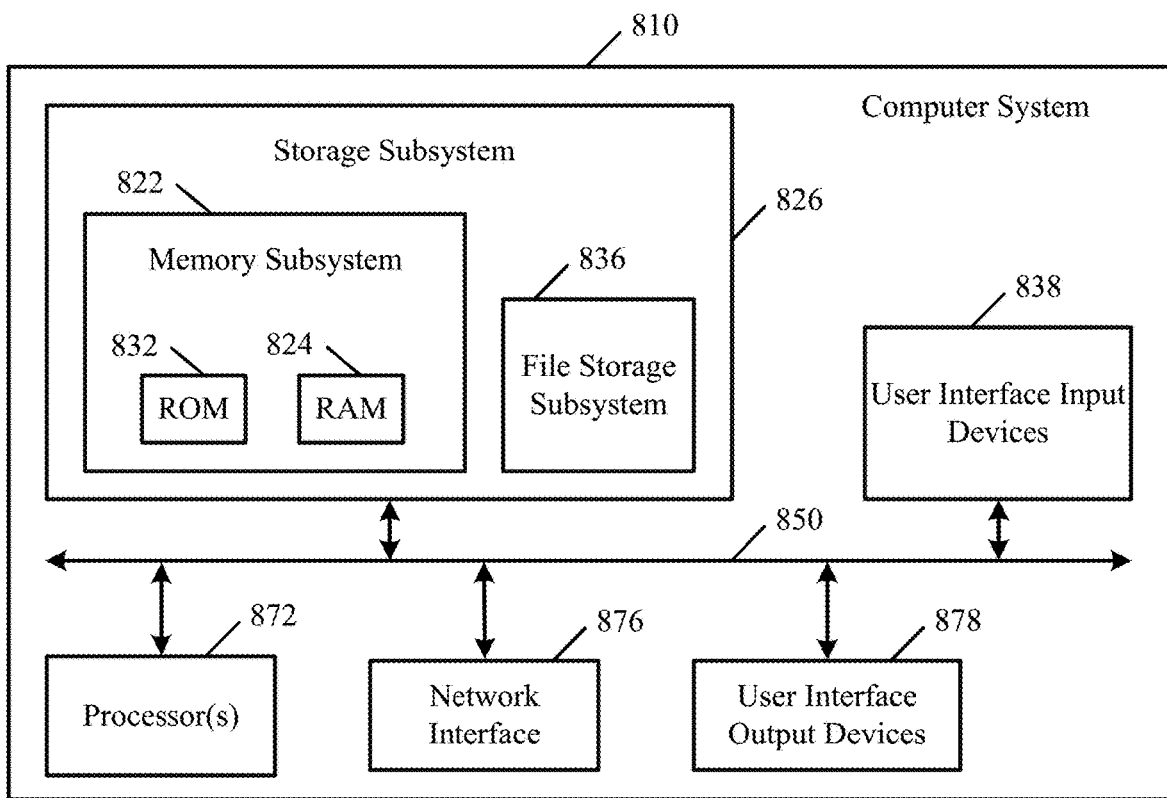 810
Computer System
Storage Subsystem
822
826
Memory Subsystem
836
838
832
824
File Storage
Subsystem
User Interface Input
Devices
ROM
RAM
850
872
876
878
Processor(s)
Network
Interface
User Interface
Output Devices